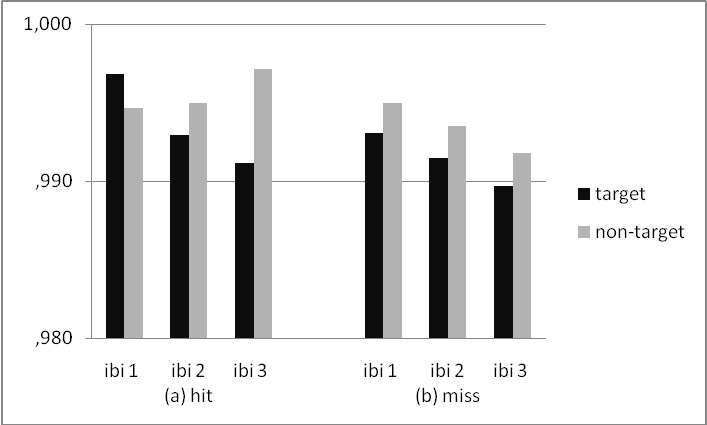 1,000
,990
,980
target
non-target
ibi 1 ibi 2 ibi 3 ibi 1 ibi 2 ibi 3
(a) hit (b) miss